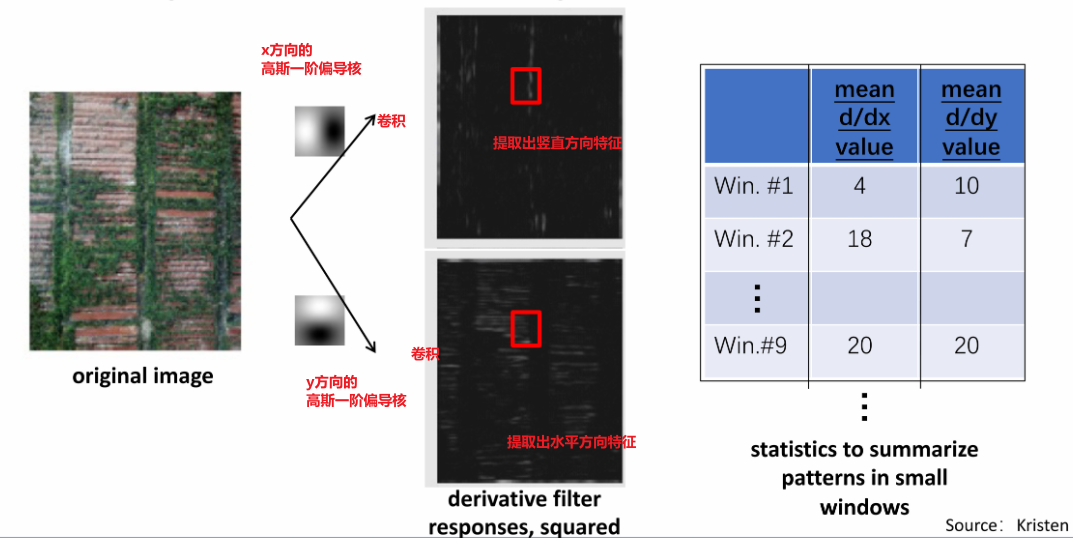 x方向的
高斯一阶偏导核
卷积
提取出竖直方向特征
original image
卷积
y方向的
高斯一阶偏导核
提取出水平方向特征
derivative filter
responses, squared
mean d/dx value
mean d/dy value
Win. #1 4 10
Win. #2 18 7
⋮
Win.#9 20 20
⋮
statistics to summarize
patterns in small
windows
Source： Kristen